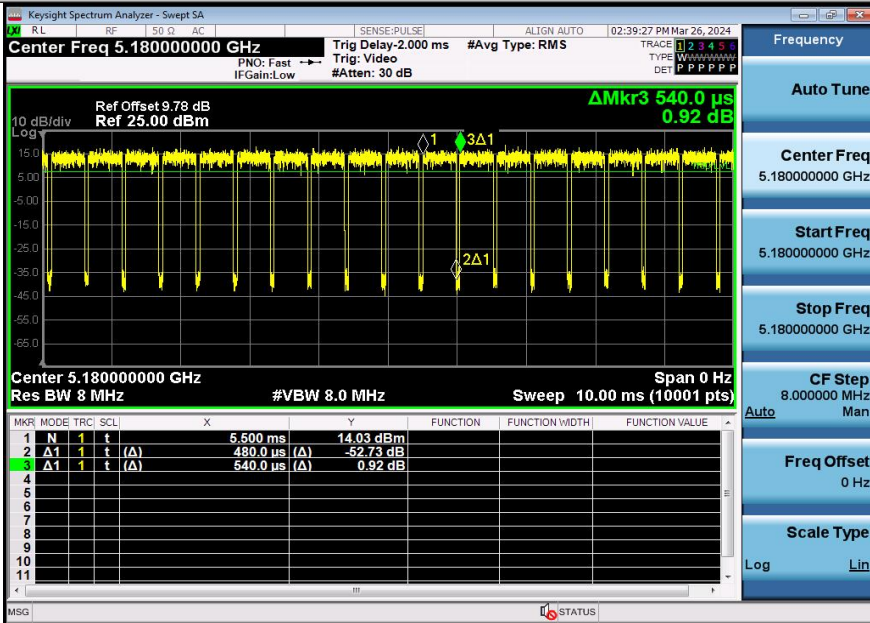 Keysight Spectrum Analyzer - Swept SA
LXI RL RF 50 Ω AC SENSE:PULSE ALIGN AUTO 02:39:27 PM Mar 26, 2024
Center Freq 5.180000000 GHz Trig Delay-2.000 ms #Avg Type: RMS TRACE 1 2 3 4 5 6
PNO: Fast Trig: Video TYPE WWWWWW
IFGain:Low #Atten: 30 dB DET P P P P P P
Ref Offset 9.78 dB ΔMkr3 540.0 µs
10 dB/div Ref 25.00 dBm 0.92 dB
Log
1 3Δ1
15.0
5.00
-5.00
-15.0
-25.0
2Δ1
-35.0
-45.0
-55.0
-65.0
Center 5.180000000 GHz Span 0 Hz
Res BW 8 MHz #VBW 8.0 MHz Sweep 10.00 ms (10001 pts)
MKR MODE TRC SCL X Y FUNCTION FUNCTION WIDTH FUNCTION VALUE
1 N 1 t 5.500 ms 14.03 dBm
2 Δ1 1 t (Δ) 480.0 µs (Δ) -52.73 dB
3 Δ1 1 t (Δ) 540.0 µs (Δ) 0.92 dB
4
5
6
7
8
9
10
11
MSG STATUS
Frequency
Auto Tune
Center Freq
5.180000000 GHz
Start Freq
5.180000000 GHz
Stop Freq
5.180000000 GHz
CF Step
8.000000 MHz
Auto Man
Freq Offset
0 Hz
Scale Type
Log Lin